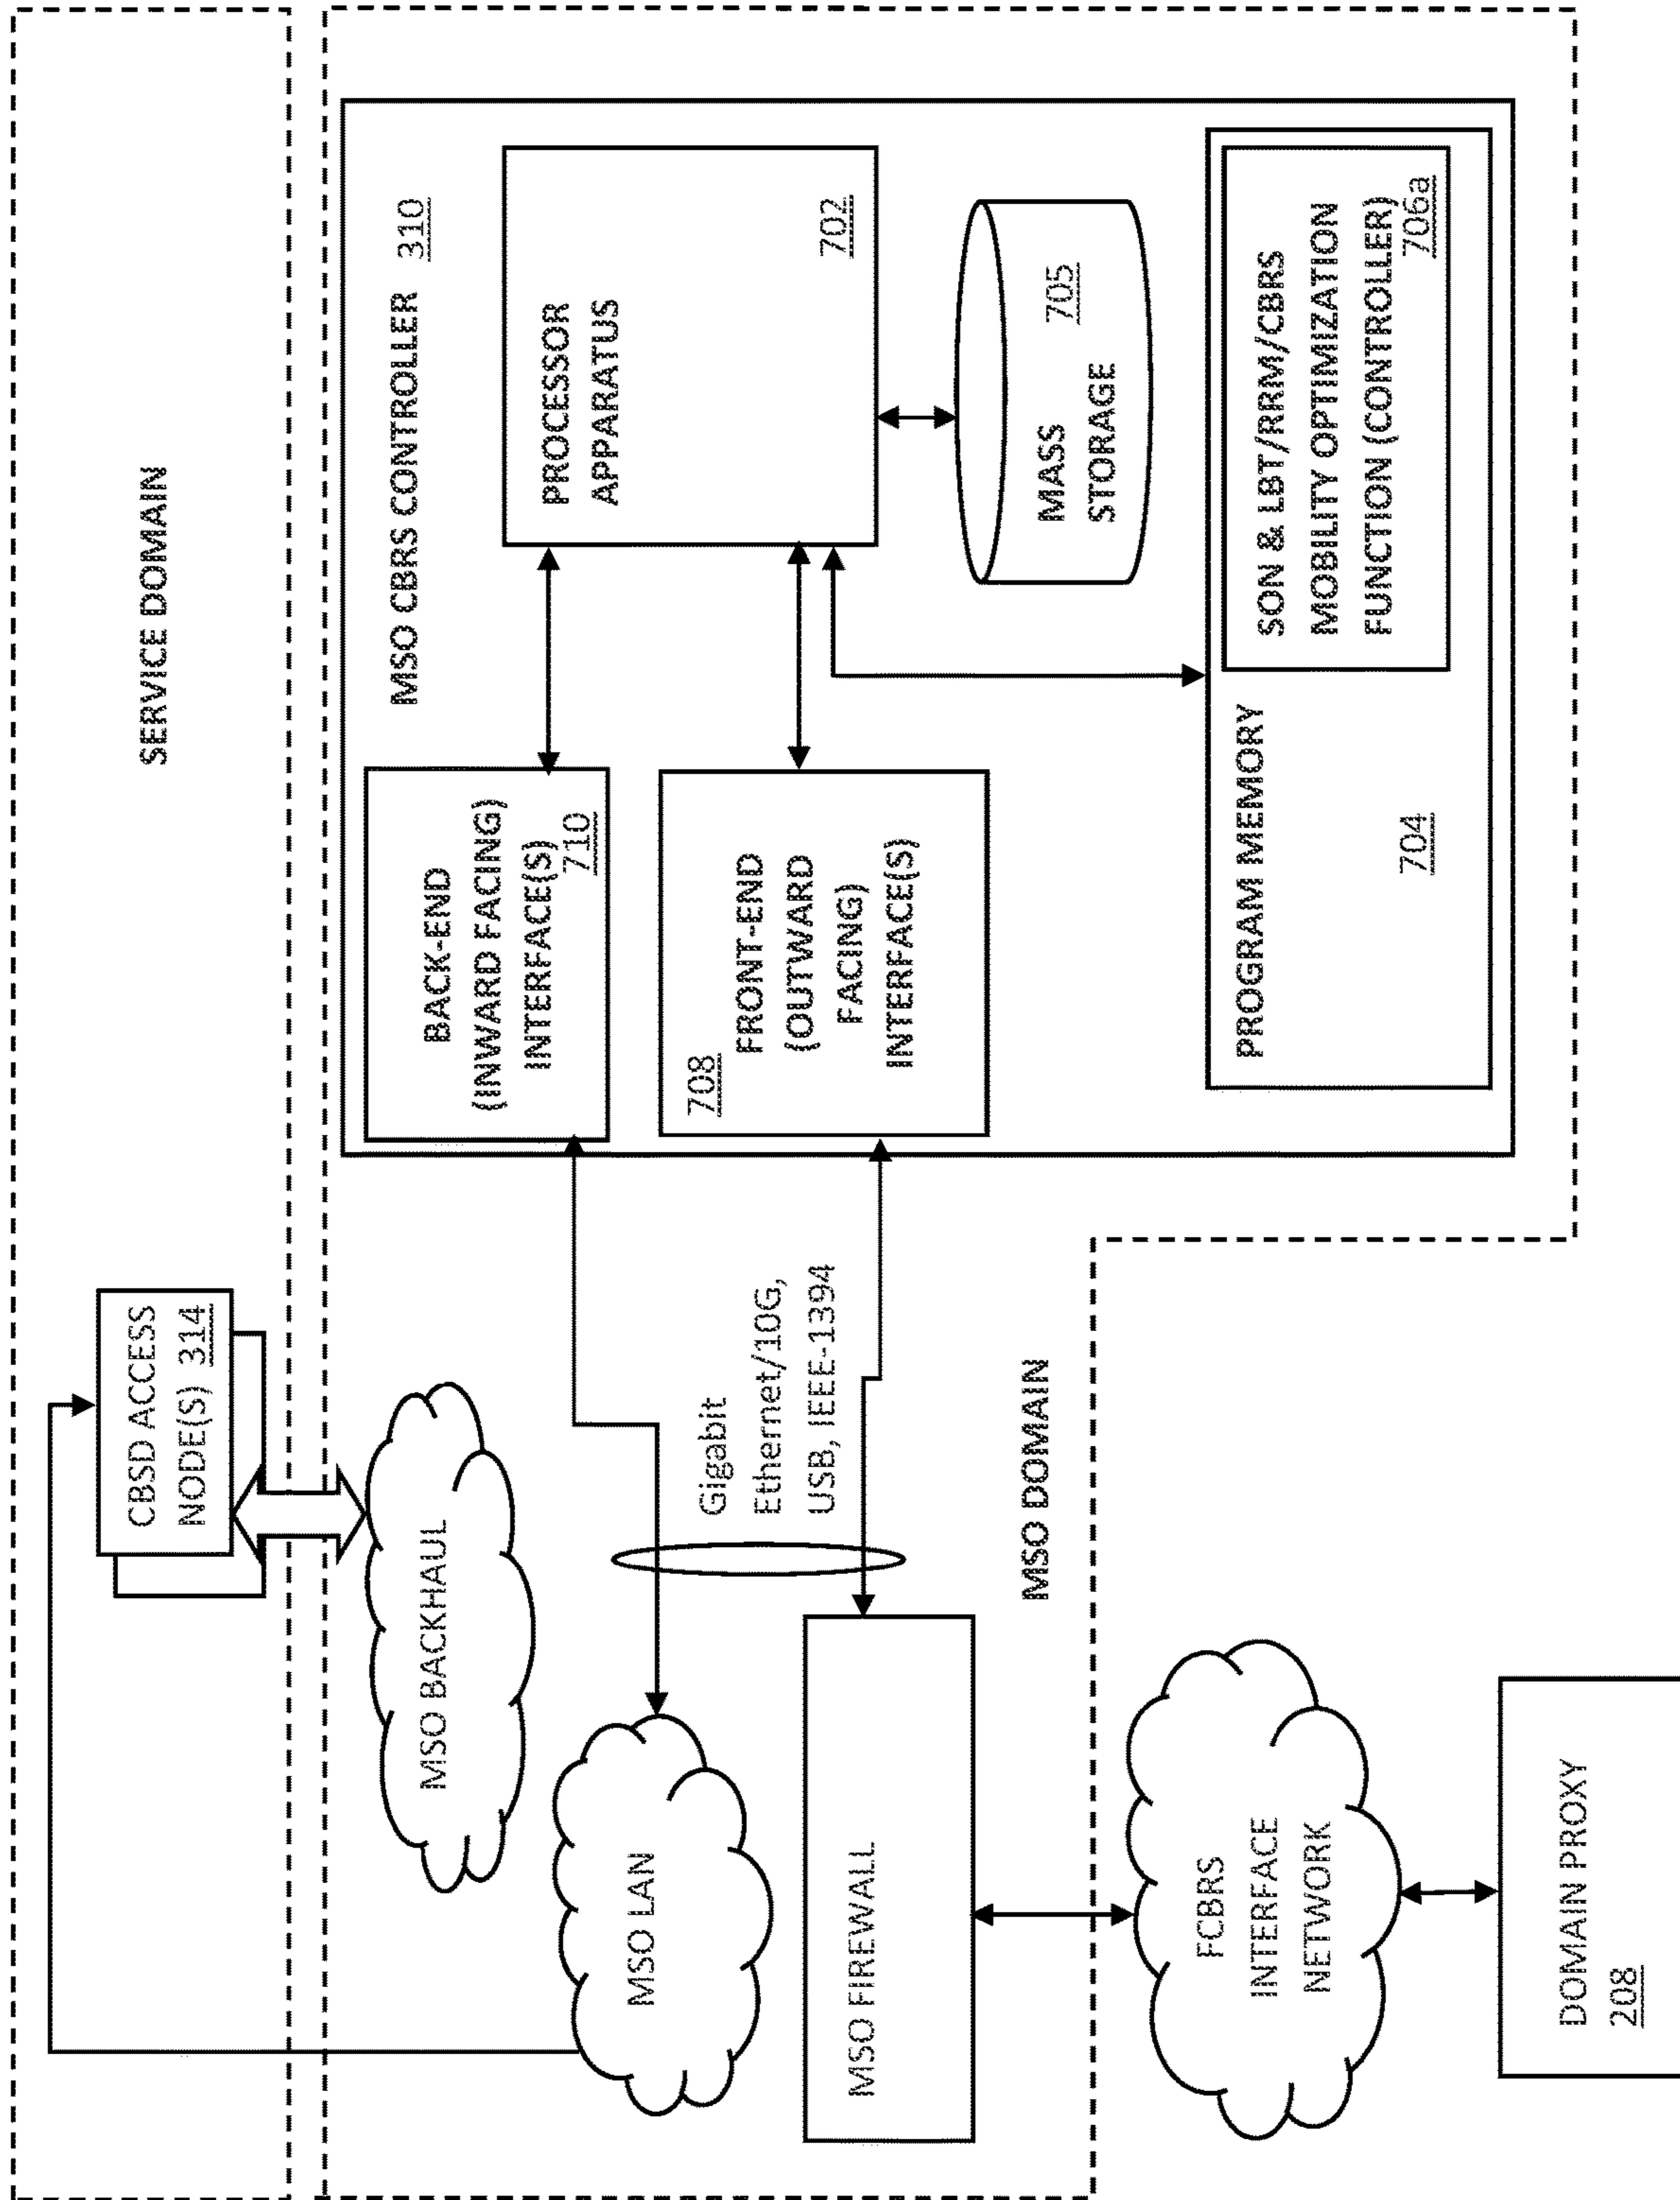 SERVICE DOMAIN
CBSD ACCESS
NODE(S) 314
MSO BACKHAUL
MSO LAN
MSO FIREWALL
Gigabit
Ethernet/10G,
USB, IEEE-1394
MSO DOMAIN
FCBRS
INTERFACE
NETWORK
DOMAIN PROXY
208
MSO CBRS CONTROLLER 310
BACK-END
(INWARD FACING)
INTERFACE(S)
710
708
FRONT-END
(OUTWARD
FACING)
INTERFACE(S)
PROCESSOR
APPARATUS
702
MASS
STORAGE
705
PROGRAM MEMORY
704
SON & LBT/RRM/CBRS
MOBILITY OPTIMIZATION
FUNCTION (CONTROLLER)
706a